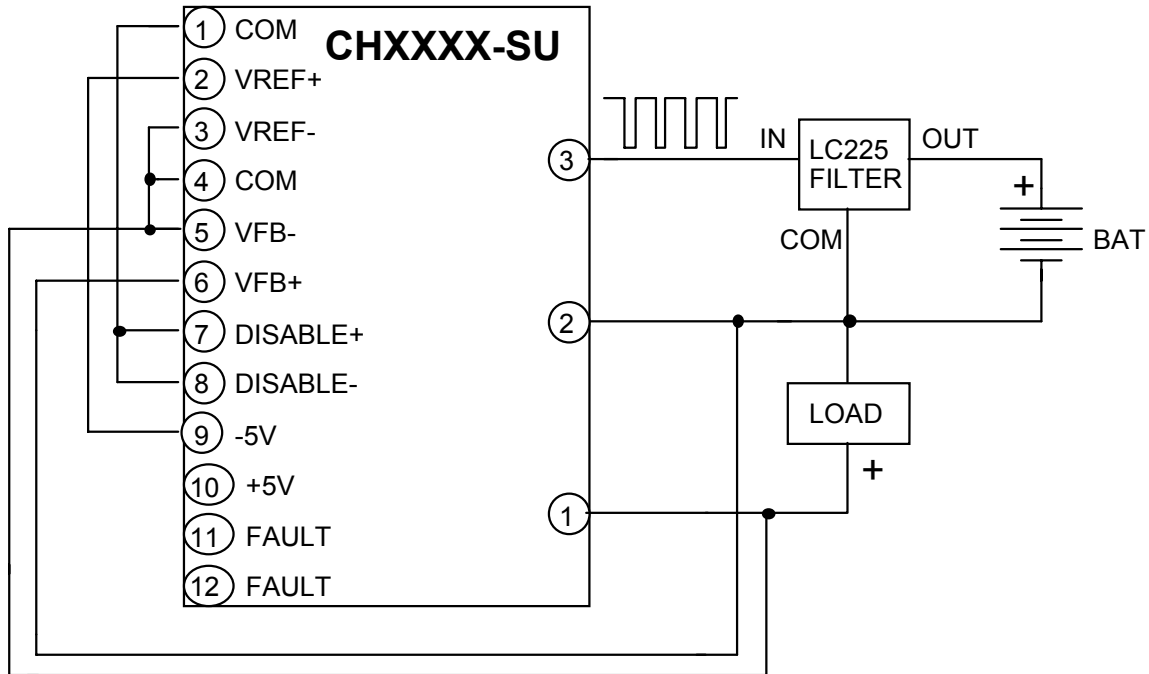 CHXXXX-SU
1 COM
2 VREF+
3 VREF-
4 COM
5 VFB-
6 VFB+
7 DISABLE+
8 DISABLE-
9 -5V
10 +5V
11 FAULT
12 FAULT
3
2
1
IN
LC225
FILTER
OUT
COM
+
BAT
LOAD
+